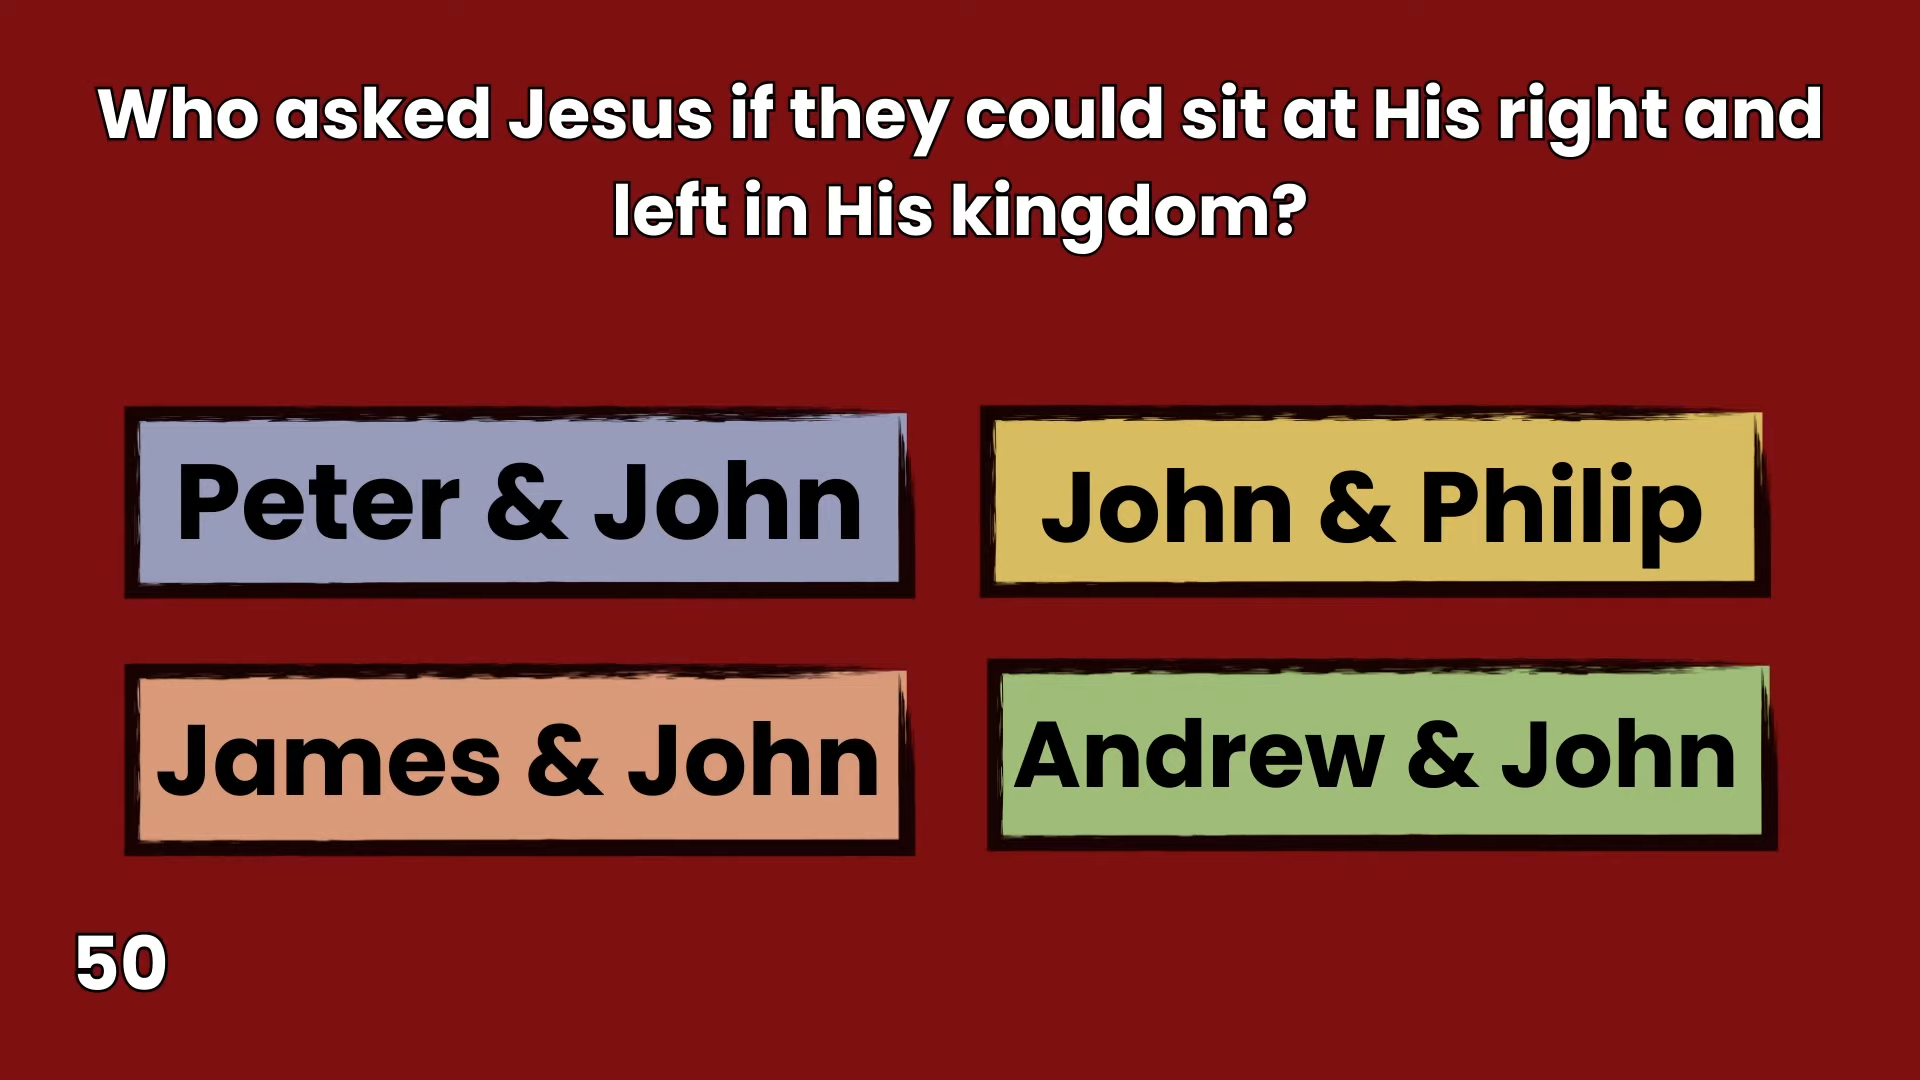 Who asked Jesus if they could sit at His right and
left in His kingdom?
Peter & John
John & Philip
James & John
Andrew & John
50